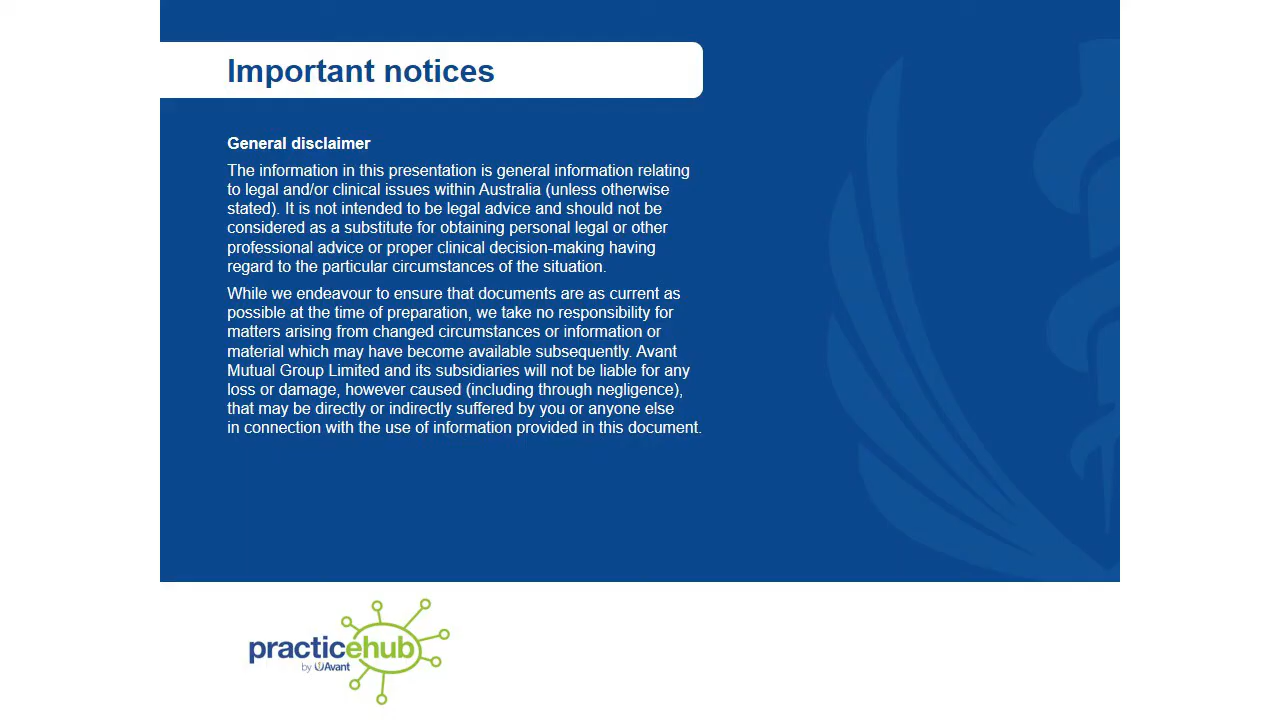 Important notices
General disclaimer
The information in this presentation is general information relating
to legal and/or clinical issues within Australia (unless otherwise
stated). It is not intended to be legal advice and should not be
considered as a substitute for obtaining personal legal or other
professional advice or proper clinical decision-making having
regard to the particular circumstances of the situation.
While we endeavour to ensure that documents are as current as
possible at the time of preparation, we take no responsibility for
matters arising from changed circumstances or information or
material which may have become available subsequently. Avant
Mutual Group Limited and its subsidiaries will not be liable for any
loss or damage, however caused (including through negligence),
that may be directly or indirectly suffered by you or anyone else
in connection with the use of information provided in this document.
practicehub
by Avant